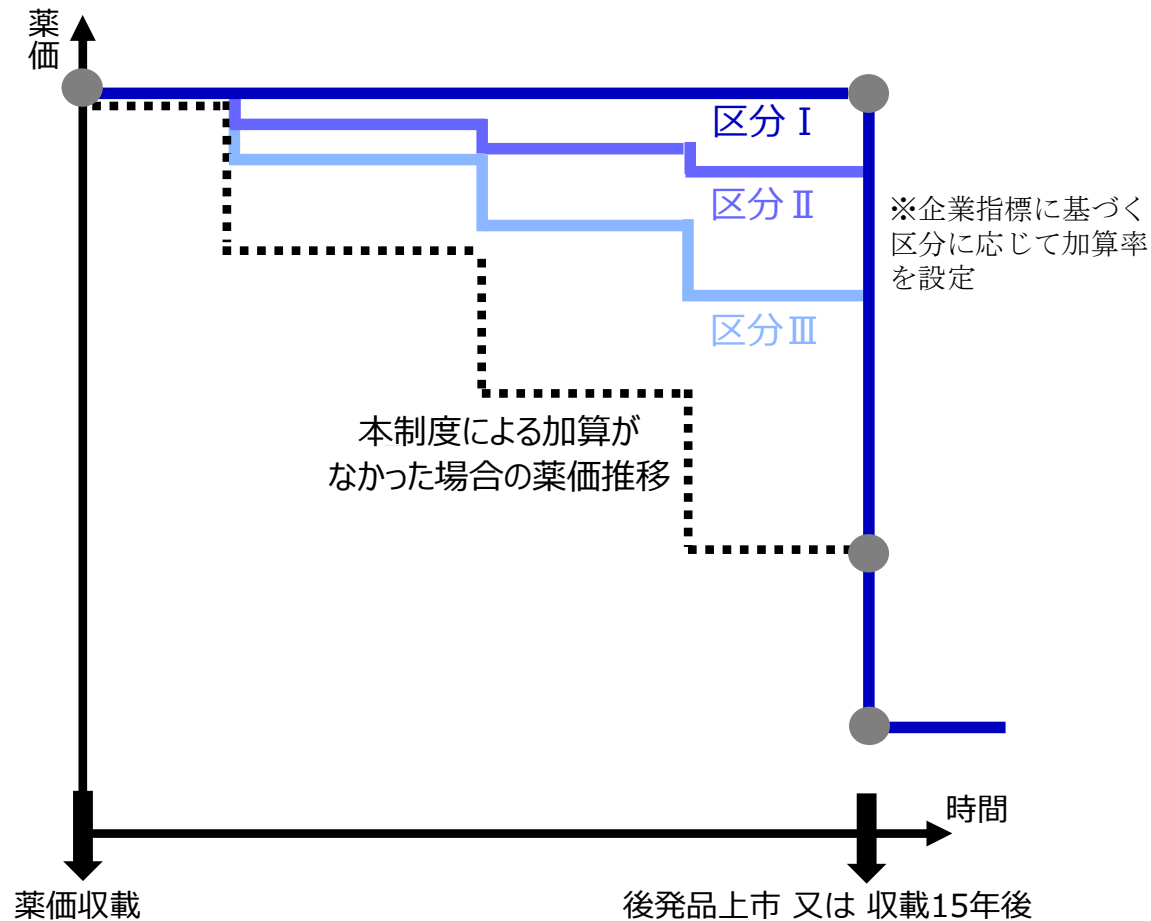 薬
価
区分Ⅰ
区分Ⅱ
※企業指標に基づく
区分に応じて加算率
を設定
区分Ⅲ
本制度による加算が
なかった場合の薬価推移
時間
薬価収載
後発品上市 又は 収載15年後